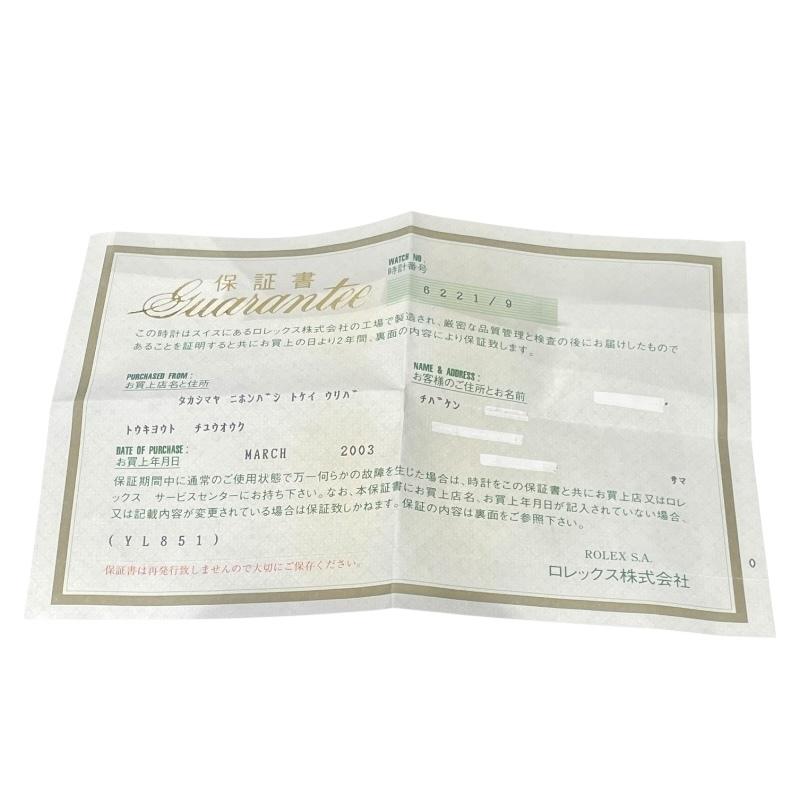 保証書
Guarantee
WATCH NO.
時計番号
6221/9
この時計はスイスにあるロレックス株式会社の工場で製造され、厳密な品質管理と検査の後にお届けしたもので
あることを証明すると共にお買上の日より2年間、裏面の内容により保証致します。
PURCHASED FROM:
お買上店名と住所
タカシマヤ ニホンバシ トケイ ウリバ
トウキヨウト チユウオウク
NAME & ADDRESS:
お客様のご住所とお名前
チバケン
サマ
DATE OF PURCHASE:
お買上年月日
MARCH 2003
保証期間中に通常のご使用状態で万一何らかの故障を生じた場合は、時計をこの保証書と共にお買上店又はロレ
ックス サービスセンターにお持ち下さい。なお、本保証書にお買上店名、お買上年月日が記入されていない場合、
又は記載内容が変更されている場合は保証致しかねます。保証の内容は裏面をご参照下さい。
(YL851)
保証書は再発行致しませんので大切にご保存ください。
ROLEX S.A.
ロレックス株式会社
0